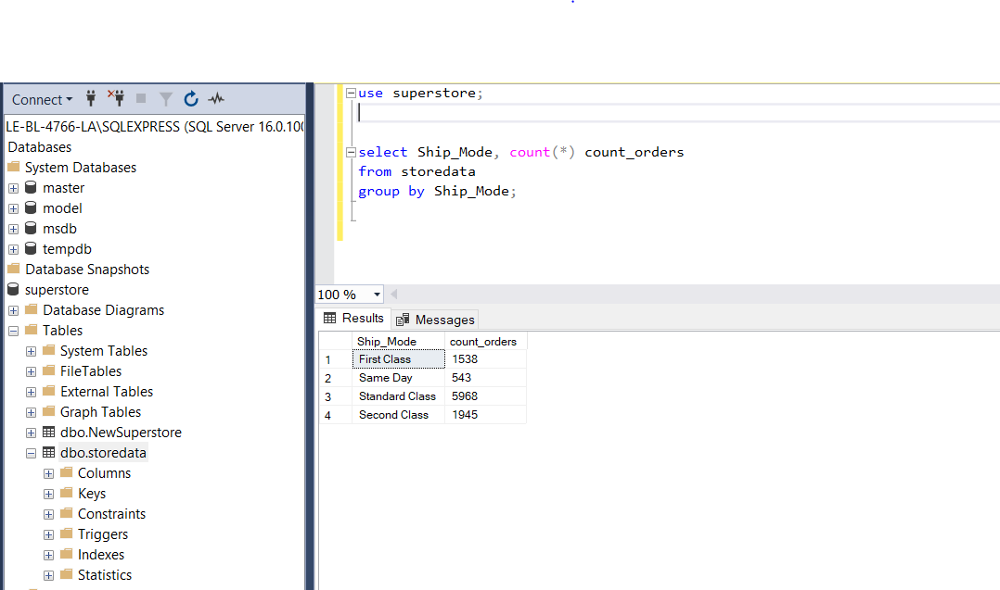 Connect
LE-BL-4766-LA\SQLEXPRESS (SQL Server 16.0.100
Databases
System Databases
master
model
msdb
tempdb
Database Snapshots
superstore
Database Diagrams
Tables
System Tables
FileTables
External Tables
Graph Tables
dbo.NewSuperstore
dbo.storedata
Columns
Keys
Constraints
Triggers
Indexes
Statistics
use superstore;
select Ship_Mode, count(*) count_orders
from storedata
group by Ship_Mode;
100 %
Results Messages
Ship_Mode count_orders
1 First Class 1538
2 Same Day 543
3 Standard Class 5968
4 Second Class 1945